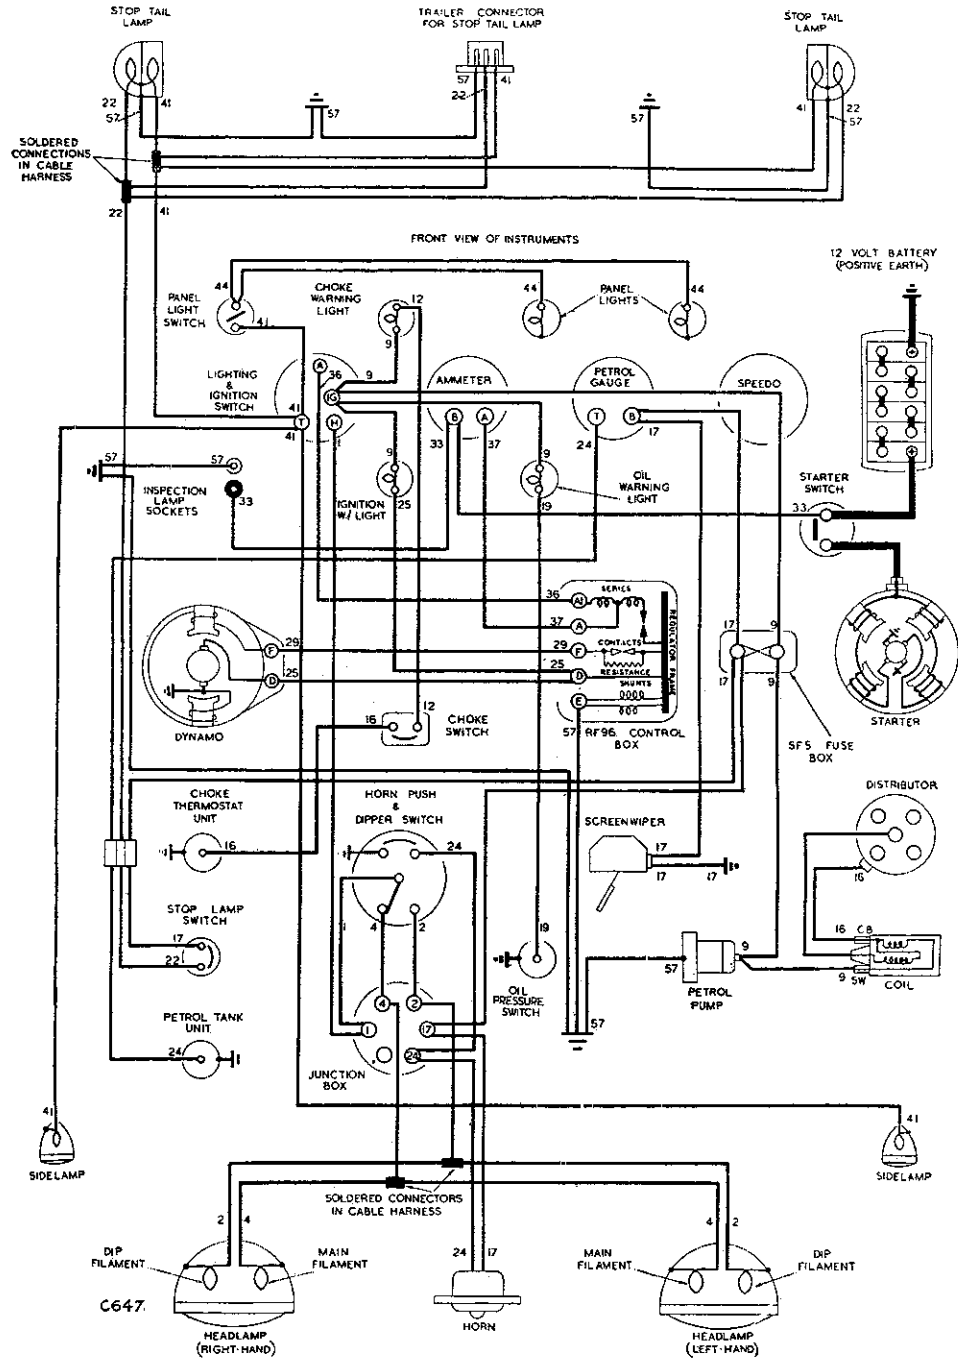 STOP TAIL
LAMP
TRAILER CONNECTOR
FOR STOP TAIL LAMP
STOP TAIL
LAMP
57
41
22
22
41
57
57
57
41
22
57
SOLDERED
CONNECTIONS
IN CABLE
HARNESS
22
41
FRONT VIEW OF INSTRUMENTS
12 VOLT BATTERY
(POSITIVE EARTH)
44
PANEL
LIGHT
SWITCH
41
CHOKE
WARNING
LIGHT
12
9
44
PANEL
LIGHTS
44
LIGHTING
&
IGNITION
SWITCH
A
36
IG
9
41
T
41
H
1
AMMETER
B
A
33
37
PETROL
GAUGE
T
B
24
17
SPEEDO
57
57
INSPECTION
LAMP
SOCKETS
33
9
IGNITION
W/LIGHT
25
9
19
OIL
WARNING
LIGHT
STARTER
SWITCH
33
36
A1
SERIES
37
A
29
F
CONTACTS
25
D
RESISTANCE
SHUNTS
E
REGULATOR FRAME
57
RF96 CONTROL
BOX
F
29
D
25
DYNAMO
17
9
17
9
SF5 FUSE
BOX
STARTER
16
12
CHOKE
SWITCH
CHOKE
THERMOSTAT
UNIT
16
HORN PUSH
&
DIPPER SWITCH
24
1
4
2
SCREENWIPER
17
17
17
DISTRIBUTOR
16
STOP LAMP
SWITCH
17
22
19
OIL
PRESSURE
SWITCH
57
9
PETROL
PUMP
16
CB
9
SW
COIL
PETROL TANK
UNIT
24
4
2
1
17
24
JUNCTION
BOX
57
41
SIDELAMP
41
SIDELAMP
SOLDERED CONNECTORS
IN CABLE HARNESS
2
4
DIP
FILAMENT
MAIN
FILAMENT
24
17
4
2
MAIN
FILAMENT
DIP
FILAMENT
C647.
HEADLAMP
(RIGHT-HAND)
HORN
HEADLAMP
(LEFT-HAND)